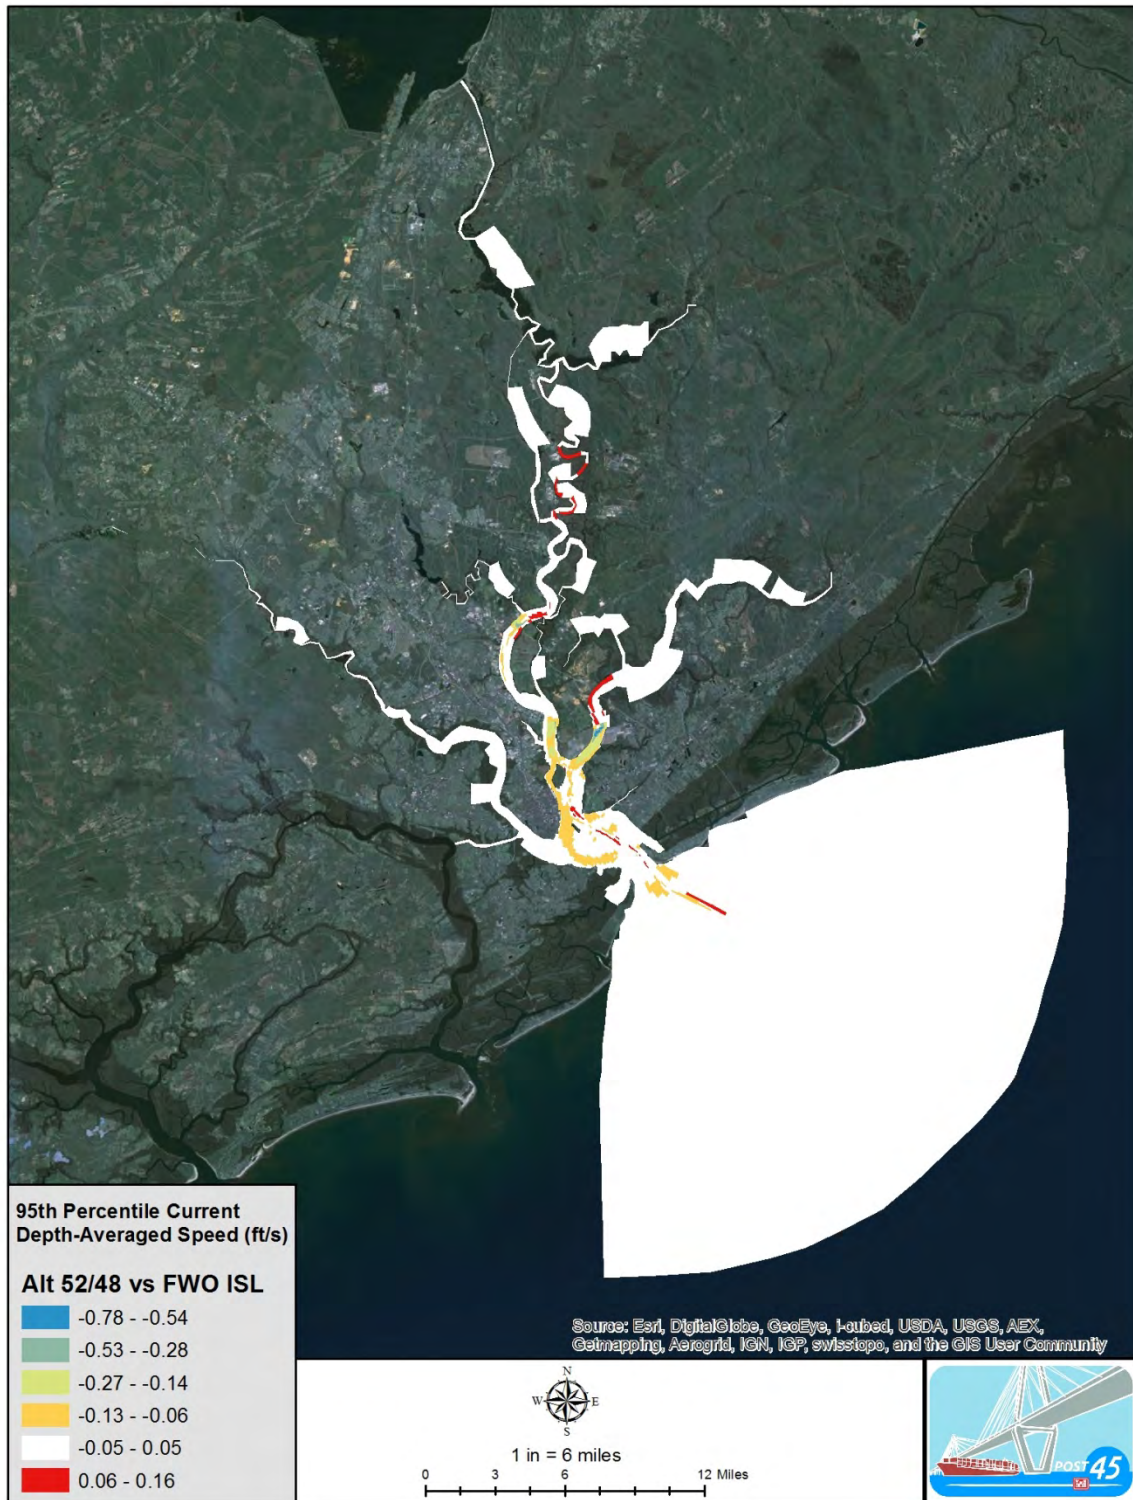 95th Percentile Current
Depth-Averaged Speed (ft/s)
Alt 52/48 vs FWO ISL
-0.78 - -0.54
-0.53 - -0.28
-0.27 - -0.14
-0.13 - -0.06
-0.05 - 0.05
0.06 - 0.16
Source: Esri, DigitalGlobe, GeoEye, i-cubed, USDA, USGS, AEX,
Getmapping, Aerogrid, IGN, IGP, swisstopo, and the GIS User Community
N
W E
S
1 in = 6 miles
0 3 6 12 Miles
POST 45